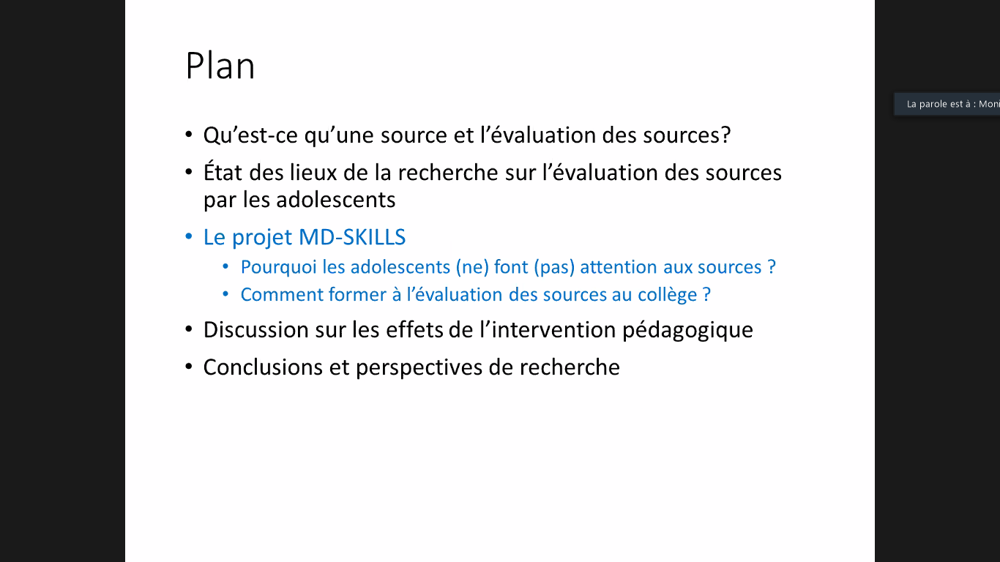 Plan
• Qu’est-ce qu’une source et l’évaluation des sources?
• État des lieux de la recherche sur l’évaluation des sources
par les adolescents
• Le projet MD-SKILLS
• Pourquoi les adolescents (ne) font (pas) attention aux sources ?
• Comment former à l’évaluation des sources au collège ?
• Discussion sur les effets de l’intervention pédagogique
• Conclusions et perspectives de recherche
La parole est à : Moni